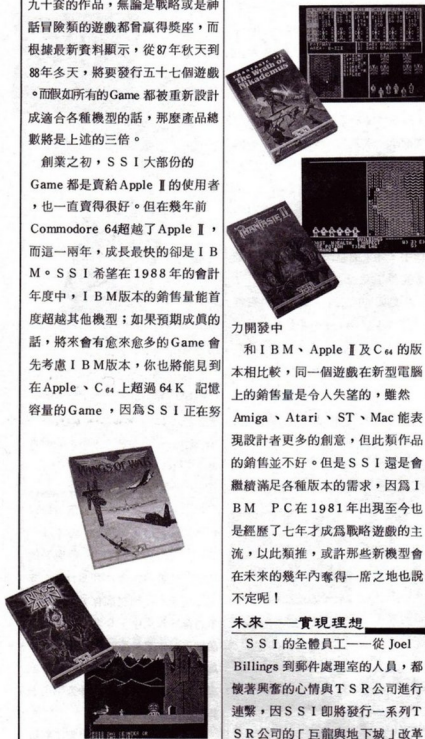 九十套的作品，無論是戰略或是神
話冒險類的遊戲都曾贏得獎座，而
根據最新資料顯示，從87年秋天到
88年冬天，將要發行五十七個遊戲
。而假如所有的Game 都被重新設計
成適合各種機型的話，那麼產品總
數將是上述的三倍。
創業之初，ＳＳＩ大部份的
Game 都是賣給Apple Ⅱ的使用者
，也一直賣得很好。但在幾年前
Commodore 64超越了Apple Ⅱ，
而這一兩年，成長最快的卻是ＩＢ
Ｍ。ＳＳＩ希望在1988年的會計
年度中，ＩＢＭ版本的銷售量能首
度超越其他機型；如果預期成眞的
話，將來會有愈來愈多的Game 會
先考慮ＩＢＭ版本，你也將能見到
在Apple、C₆₄上超過64Ｋ 記憶
容量的Game，因爲ＳＳＩ正在努
WINGS OF WAR
RINGS OF ZILFIN
PHANTASIE III
The Wrath of
Nikademus
PHANTASIE II
力開發中
和ＩＢＭ、Apple Ⅱ及C₆₄的版
本相比較，同一個遊戲在新型電腦
上的銷售量是令人失望的，雖然
Amiga、Atari、ST、Mac能表
現設計者更多的創意，但此類作品
的銷售並不好。但是ＳＳＩ還是會
繼續滿足各種版本的需求，因爲Ｉ
ＢＭ ＰＣ在1981年出現至今也
是經歷了七年才成爲戰略遊戲的主
流，以此類推，或許那些新機型會
在未來的幾年內奪得一席之地也說
不定呢！
未來——實現理想
ＳＳＩ的全體員工——從 Joel
Billings 到郵件處理室的人員，都
懷著興奮的心情與ＴＳＲ公司進行
連繫，因ＳＳＩ卽將發行一系列Ｔ
ＳＲ公司的「巨龍與地下城」改革